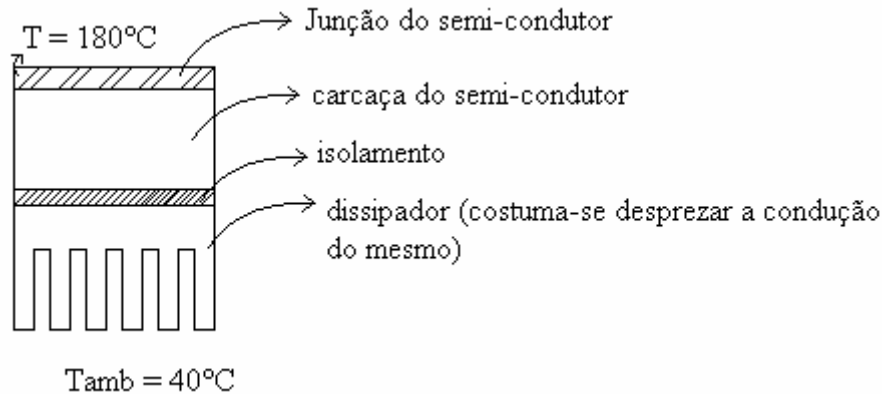 Junção do semi-condutor
T = 180°C
carcaça do semi-condutor
isolamento
dissipador (costuma-se desprezar a condução
do mesmo)
Tamb = 40°C